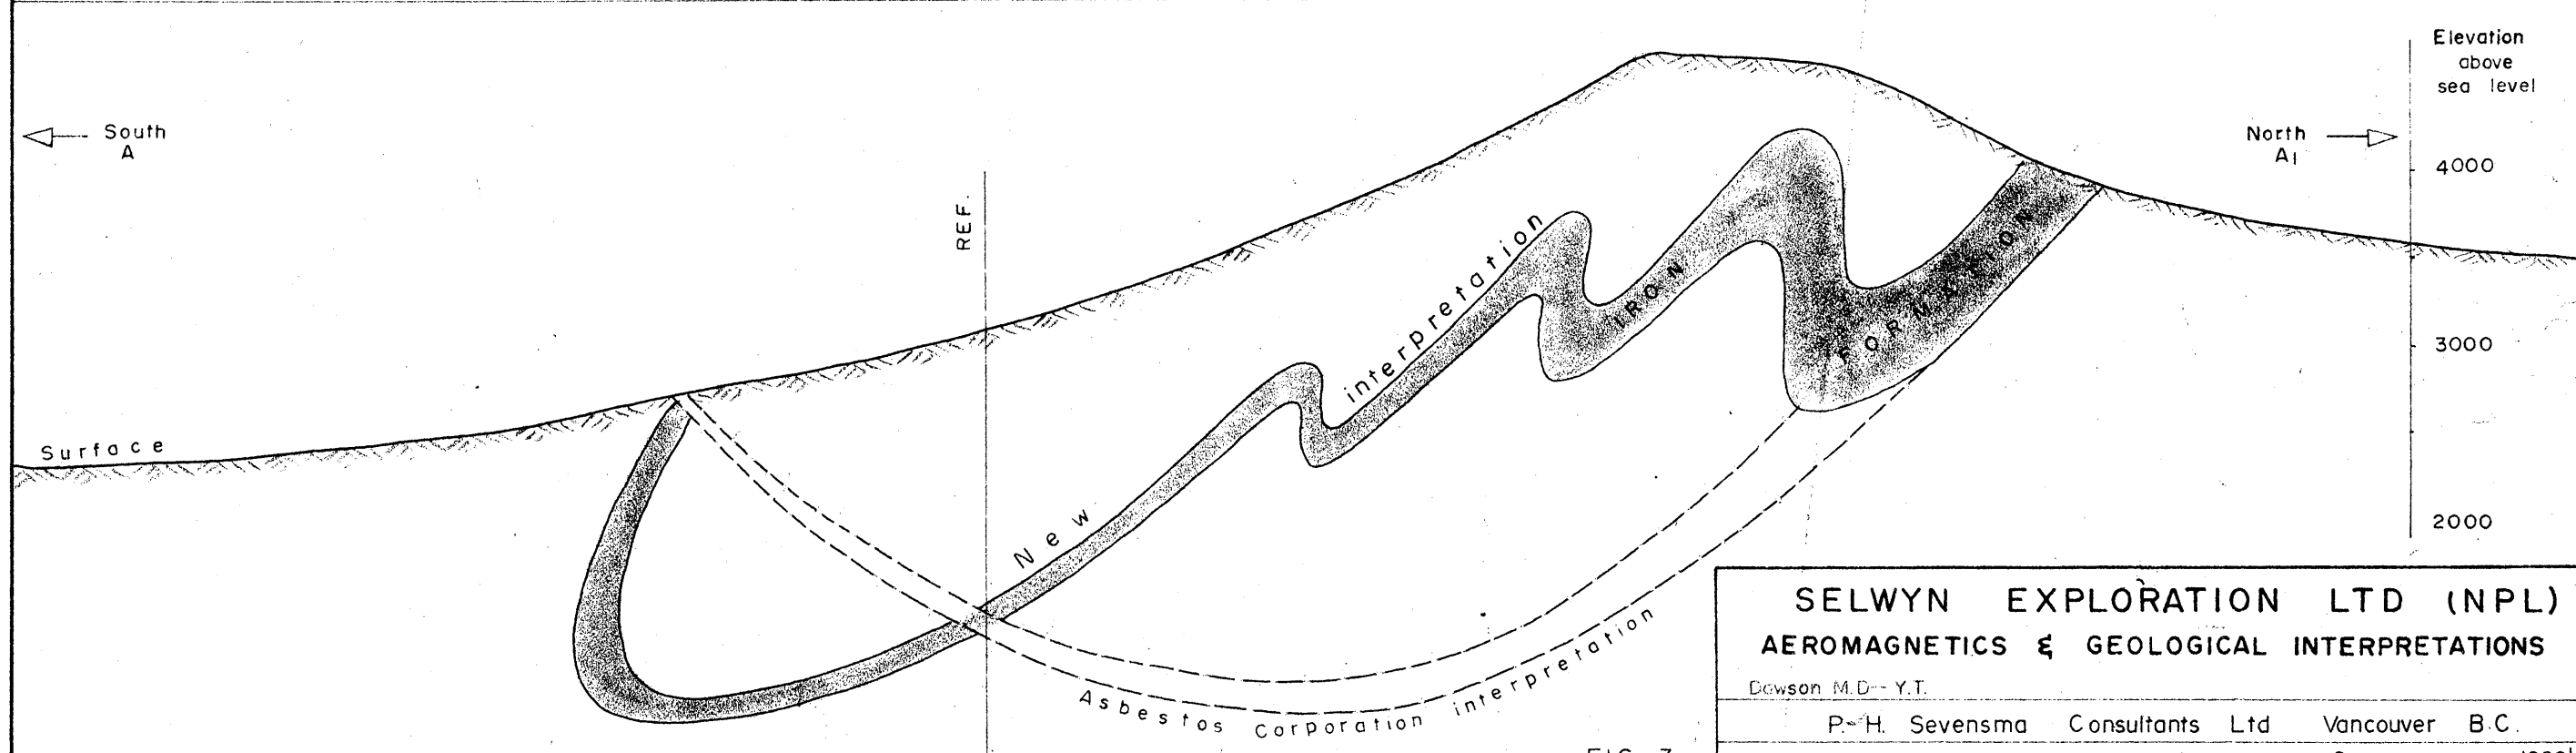 Elevation
above
sea level
South
A
North
A1
4000
REF.
New interpretation
IRON FORMATION
3000
Surface
2000
Asbestos Corporation interpretation
SELWYN EXPLORATION LTD (NPL)
AEROMAGNETICS & GEOLOGICAL INTERPRETATIONS
Dawson M.D.- Y.T.
P.-H. Sevensma Consultants Ltd Vancouver B.C.